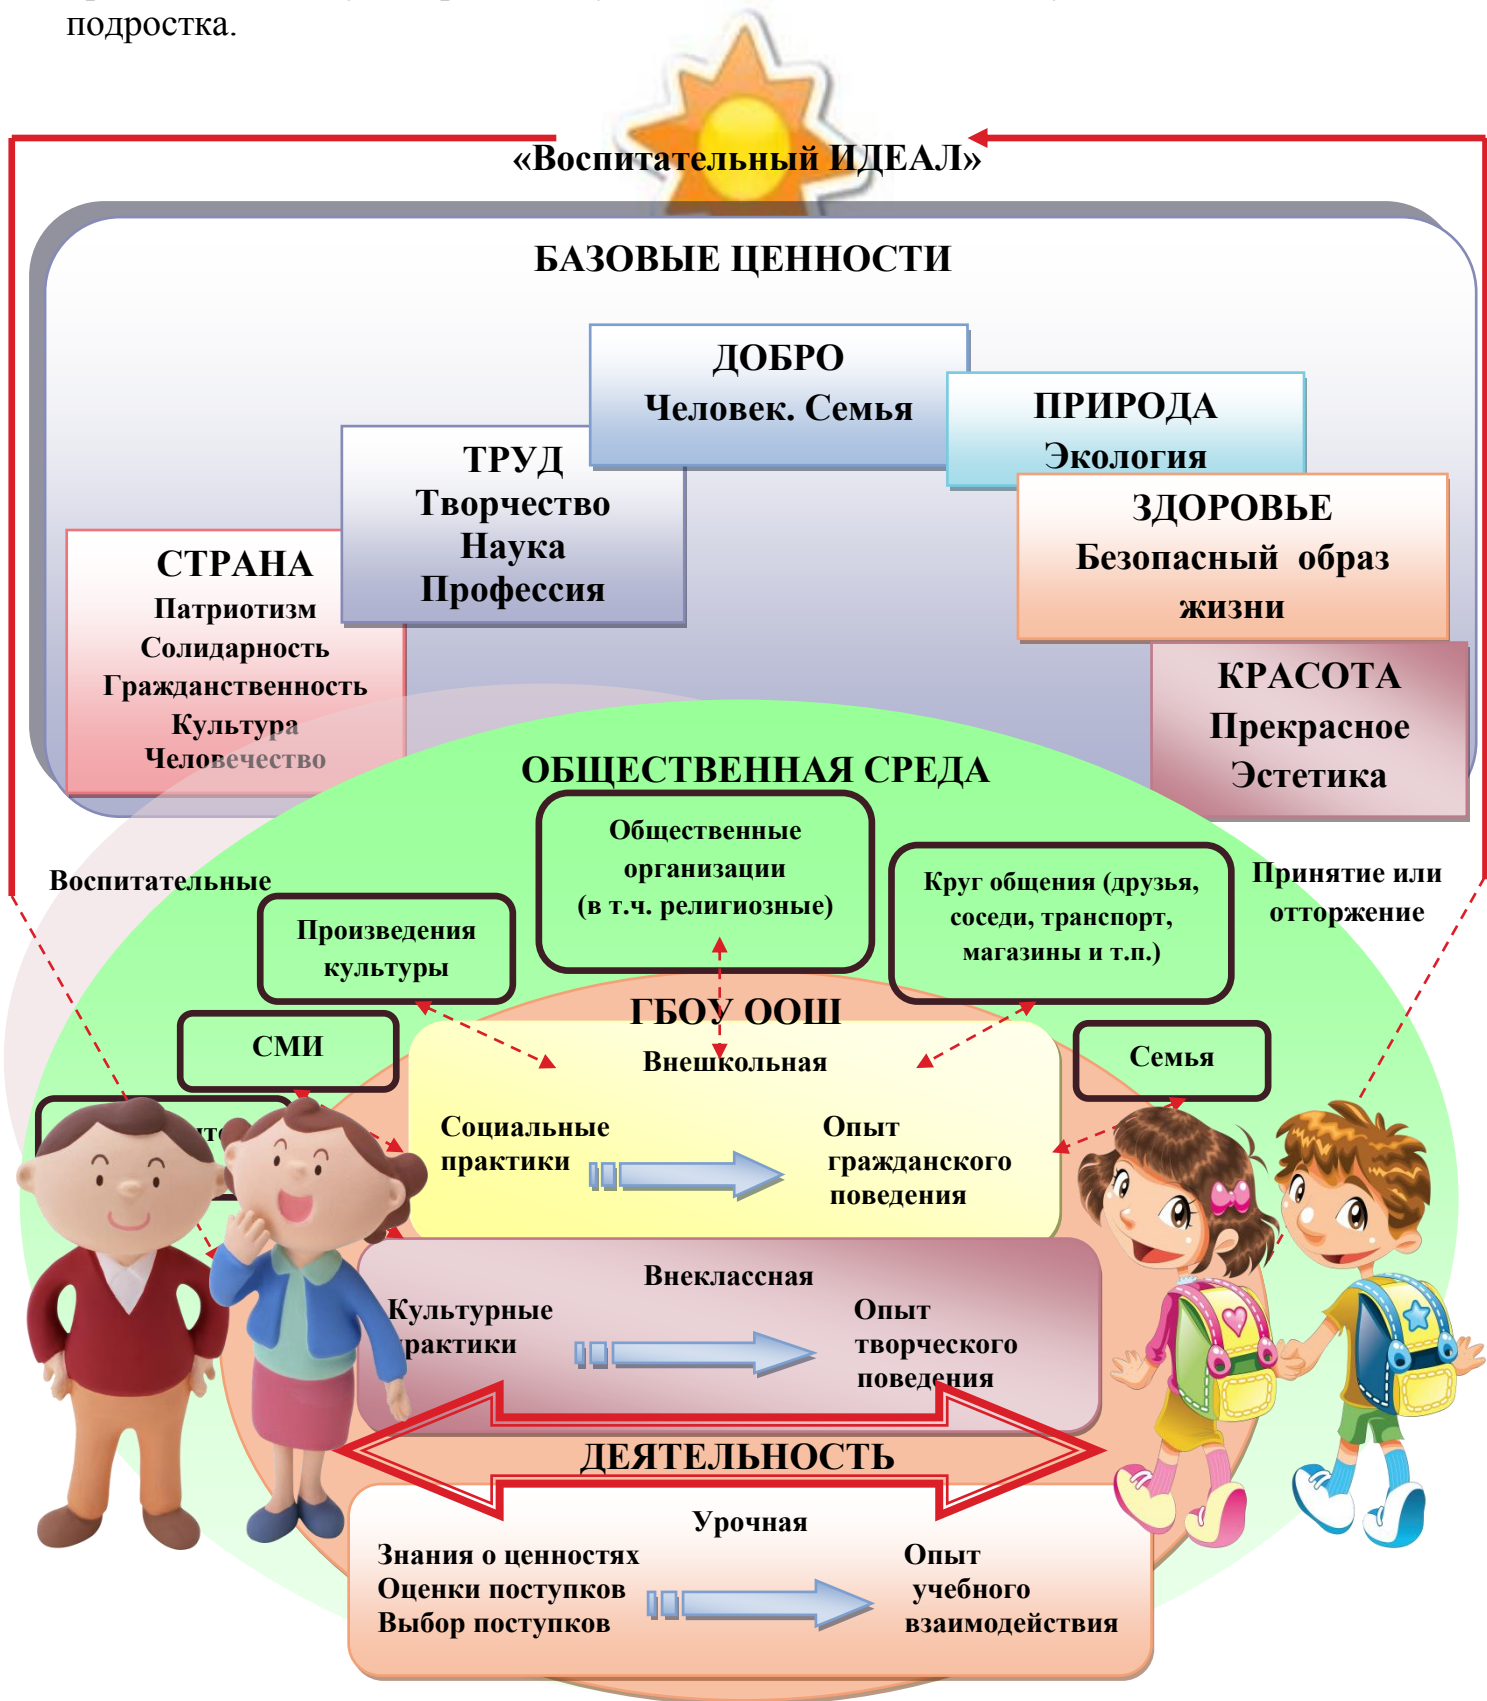 подростка.
«Воспитательный ИДЕАЛ»
БАЗОВЫЕ ЦЕННОСТИ
ДОБРО
Человек. Семья
ПРИРОДА
Экология
ТРУД
Творчество
Наука
Профессия
ЗДОРОВЬЕ
Безопасный образ
жизни
СТРАНА
Патриотизм
Солидарность
Гражданственность
Культура
Человечество
КРАСОТА
Прекрасное
Эстетика
ОБЩЕСТВЕННАЯ СРЕДА
Общественные
организации
(в т.ч. религиозные)
Воспитательные
Круг общения (друзья,
соседи, транспорт,
магазины и т.п.)
Принятие или
отторжение
Произведения
культуры
ГБОУ ООШ
СМИ
Внешкольная
Семья
Социальные
практики
Опыт
гражданского
поведения
Внеклассная
Культурные
рактики
Опыт
творческого
поведения
ДЕЯТЕЛЬНОСТЬ
Урочная
Знания о ценностях
Оценки поступков
Выбор поступков
Опыт
учебного
взаимодействия